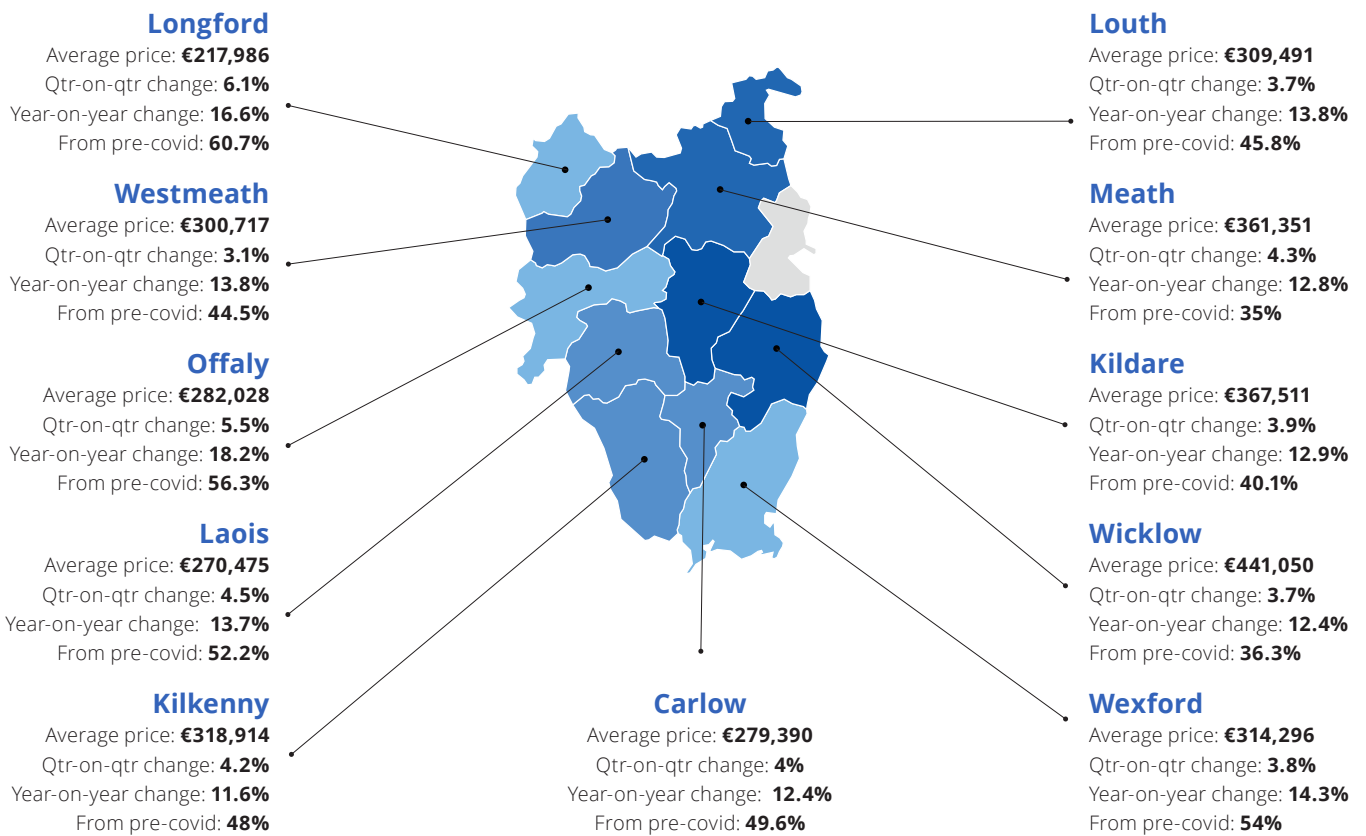 Longford
Average price: €217,986
Qtr-on-qtr change: 6.1%
Year-on-year change: 16.6%
From pre-covid: 60.7%
Westmeath
Average price: €300,717
Qtr-on-qtr change: 3.1%
Year-on-year change: 13.8%
From pre-covid: 44.5%
Offaly
Average price: €282,028
Qtr-on-qtr change: 5.5%
Year-on-year change: 18.2%
From pre-covid: 56.3%
Laois
Average price: €270,475
Qtr-on-qtr change: 4.5%
Year-on-year change: 13.7%
From pre-covid: 52.2%
Kilkenny
Average price: €318,914
Qtr-on-qtr change: 4.2%
Year-on-year change: 11.6%
From pre-covid: 48%
Carlow
Average price: €279,390
Qtr-on-qtr change: 4%
Year-on-year change: 12.4%
From pre-covid: 49.6%
Louth
Average price: €309,491
Qtr-on-qtr change: 3.7%
Year-on-year change: 13.8%
From pre-covid: 45.8%
Meath
Average price: €361,351
Qtr-on-qtr change: 4.3%
Year-on-year change: 12.8%
From pre-covid: 35%
Kildare
Average price: €367,511
Qtr-on-qtr change: 3.9%
Year-on-year change: 12.9%
From pre-covid: 40.1%
Wicklow
Average price: €441,050
Qtr-on-qtr change: 3.7%
Year-on-year change: 12.4%
From pre-covid: 36.3%
Wexford
Average price: €314,296
Qtr-on-qtr change: 3.8%
Year-on-year change: 14.3%
From pre-covid: 54%